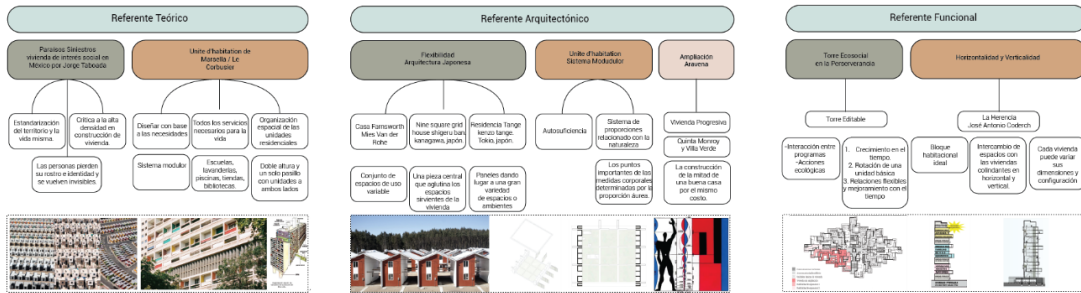 Referente Teórico
Paraísos Siniestros
vivienda de interés social en
México por Jorge Taboada
Unite d'habitation de
Marsella / Le
Corbusier
Estandarización
del territorio y la
vida misma.
Crítica a la alta
densidad en
construcción de
vivienda.
Las personas pierden
su rostro e identidad y
se vuelven invisibles.
Diseñar con base
a las necesidades
Todos los servicios
necesarios para la
vida
Organización
espacial de las
unidades
residenciales
Sistema modulor
Escuelas,
lavanderías,
piscinas, tiendas,
bibliotecas.
Doble altura y
un solo pasillo
con unidades a
ambos lados
Referente Arquitectónico
Flexibilidad
Arquitectura Japonesa
Unite d'habitation
Sistema Modudulor
Ampliación
Aravena
Casa Farnsworth
Mies Van der
Rohe
Nine square grid
house shigeru ban.
kanagawa, japón.
Residencia Tange
kenzo tange.
Tokio, japón.
Autosuficiencia
Sistema de
proporciones
relacionado con la
naturaleza
Vivienda Progresiva
Quinta Monroy y
Villa Verde
Conjunto de
espacios de uso
variable
Una pieza central
que aglutina los
espacios
sirvientes de la
vivienda
Paneles dando
lugar a una gran
variedad
de espacios o
ambientes
Los puntos
importantes de las
medidas corporales
determinadas por la
proporción áurea.
La construcción
de la mitad de
una buena casa
por el mismo
costo.
Referente Funcional
Torre Ecosocial
en la Perseverancia
Horizontalidad y Verticalidad
Torre Editable
La Herencia
José Antonio Coderch
-Interacción entre
programas
-Acciones
ecológicas
1. Crecimiento en el
tiempo.
2. Rotación de una
unidad básica
3. Relaciones flexibles
y mejoramiento con el
tiempo
Bloque
habitacional
ideal
Intercambio de
espacios con
las viviendas
colindantes en
horizontal y
vertical.
Cada vivienda
puede variar
sus
dimensiones y
configuración